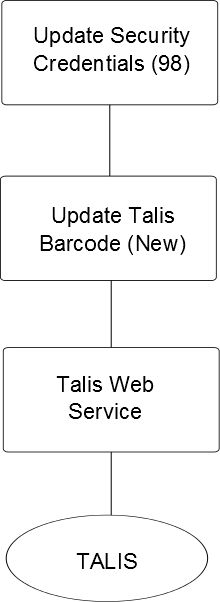 Update Security
Credentials (98)
Update Talis
Barcode (New)
Talis Web
Service
TALIS